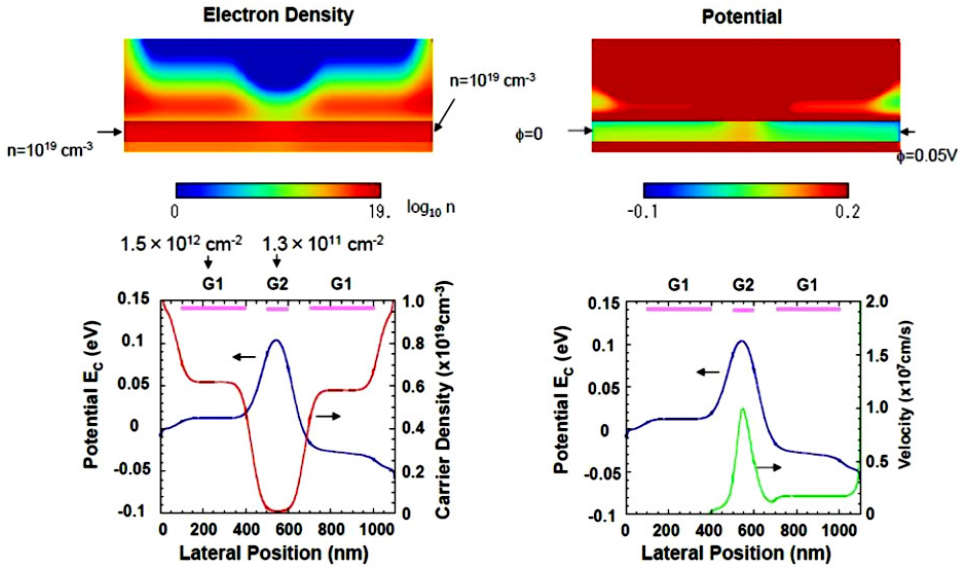 Electron Density
Potential
n=10¹⁹ cm⁻³
n=10¹⁹ cm⁻³
ϕ=0
ϕ=0.05V
0
19.
log₁₀ n
-0.1
0.2
1.5 × 10¹² cm⁻²
1.3 × 10¹¹ cm⁻²
G1
G2
G1
0.15
0.1
0.05
0
-0.05
-0.1
Potential E_C (eV)
1.0
0.8
0.6
0.4
0.2
0
Carrier Density (x10¹⁹cm⁻³)
0 200 400 600 800 1000
Lateral Position (nm)
G1
G2
G1
0.15
0.1
0.05
0
-0.05
-0.1
Potential E_C (eV)
2.0
1.5
1.0
0.5
0
Velocity (x10⁷cm/s)
0 200 400 600 800 1000
Lateral Position (nm)